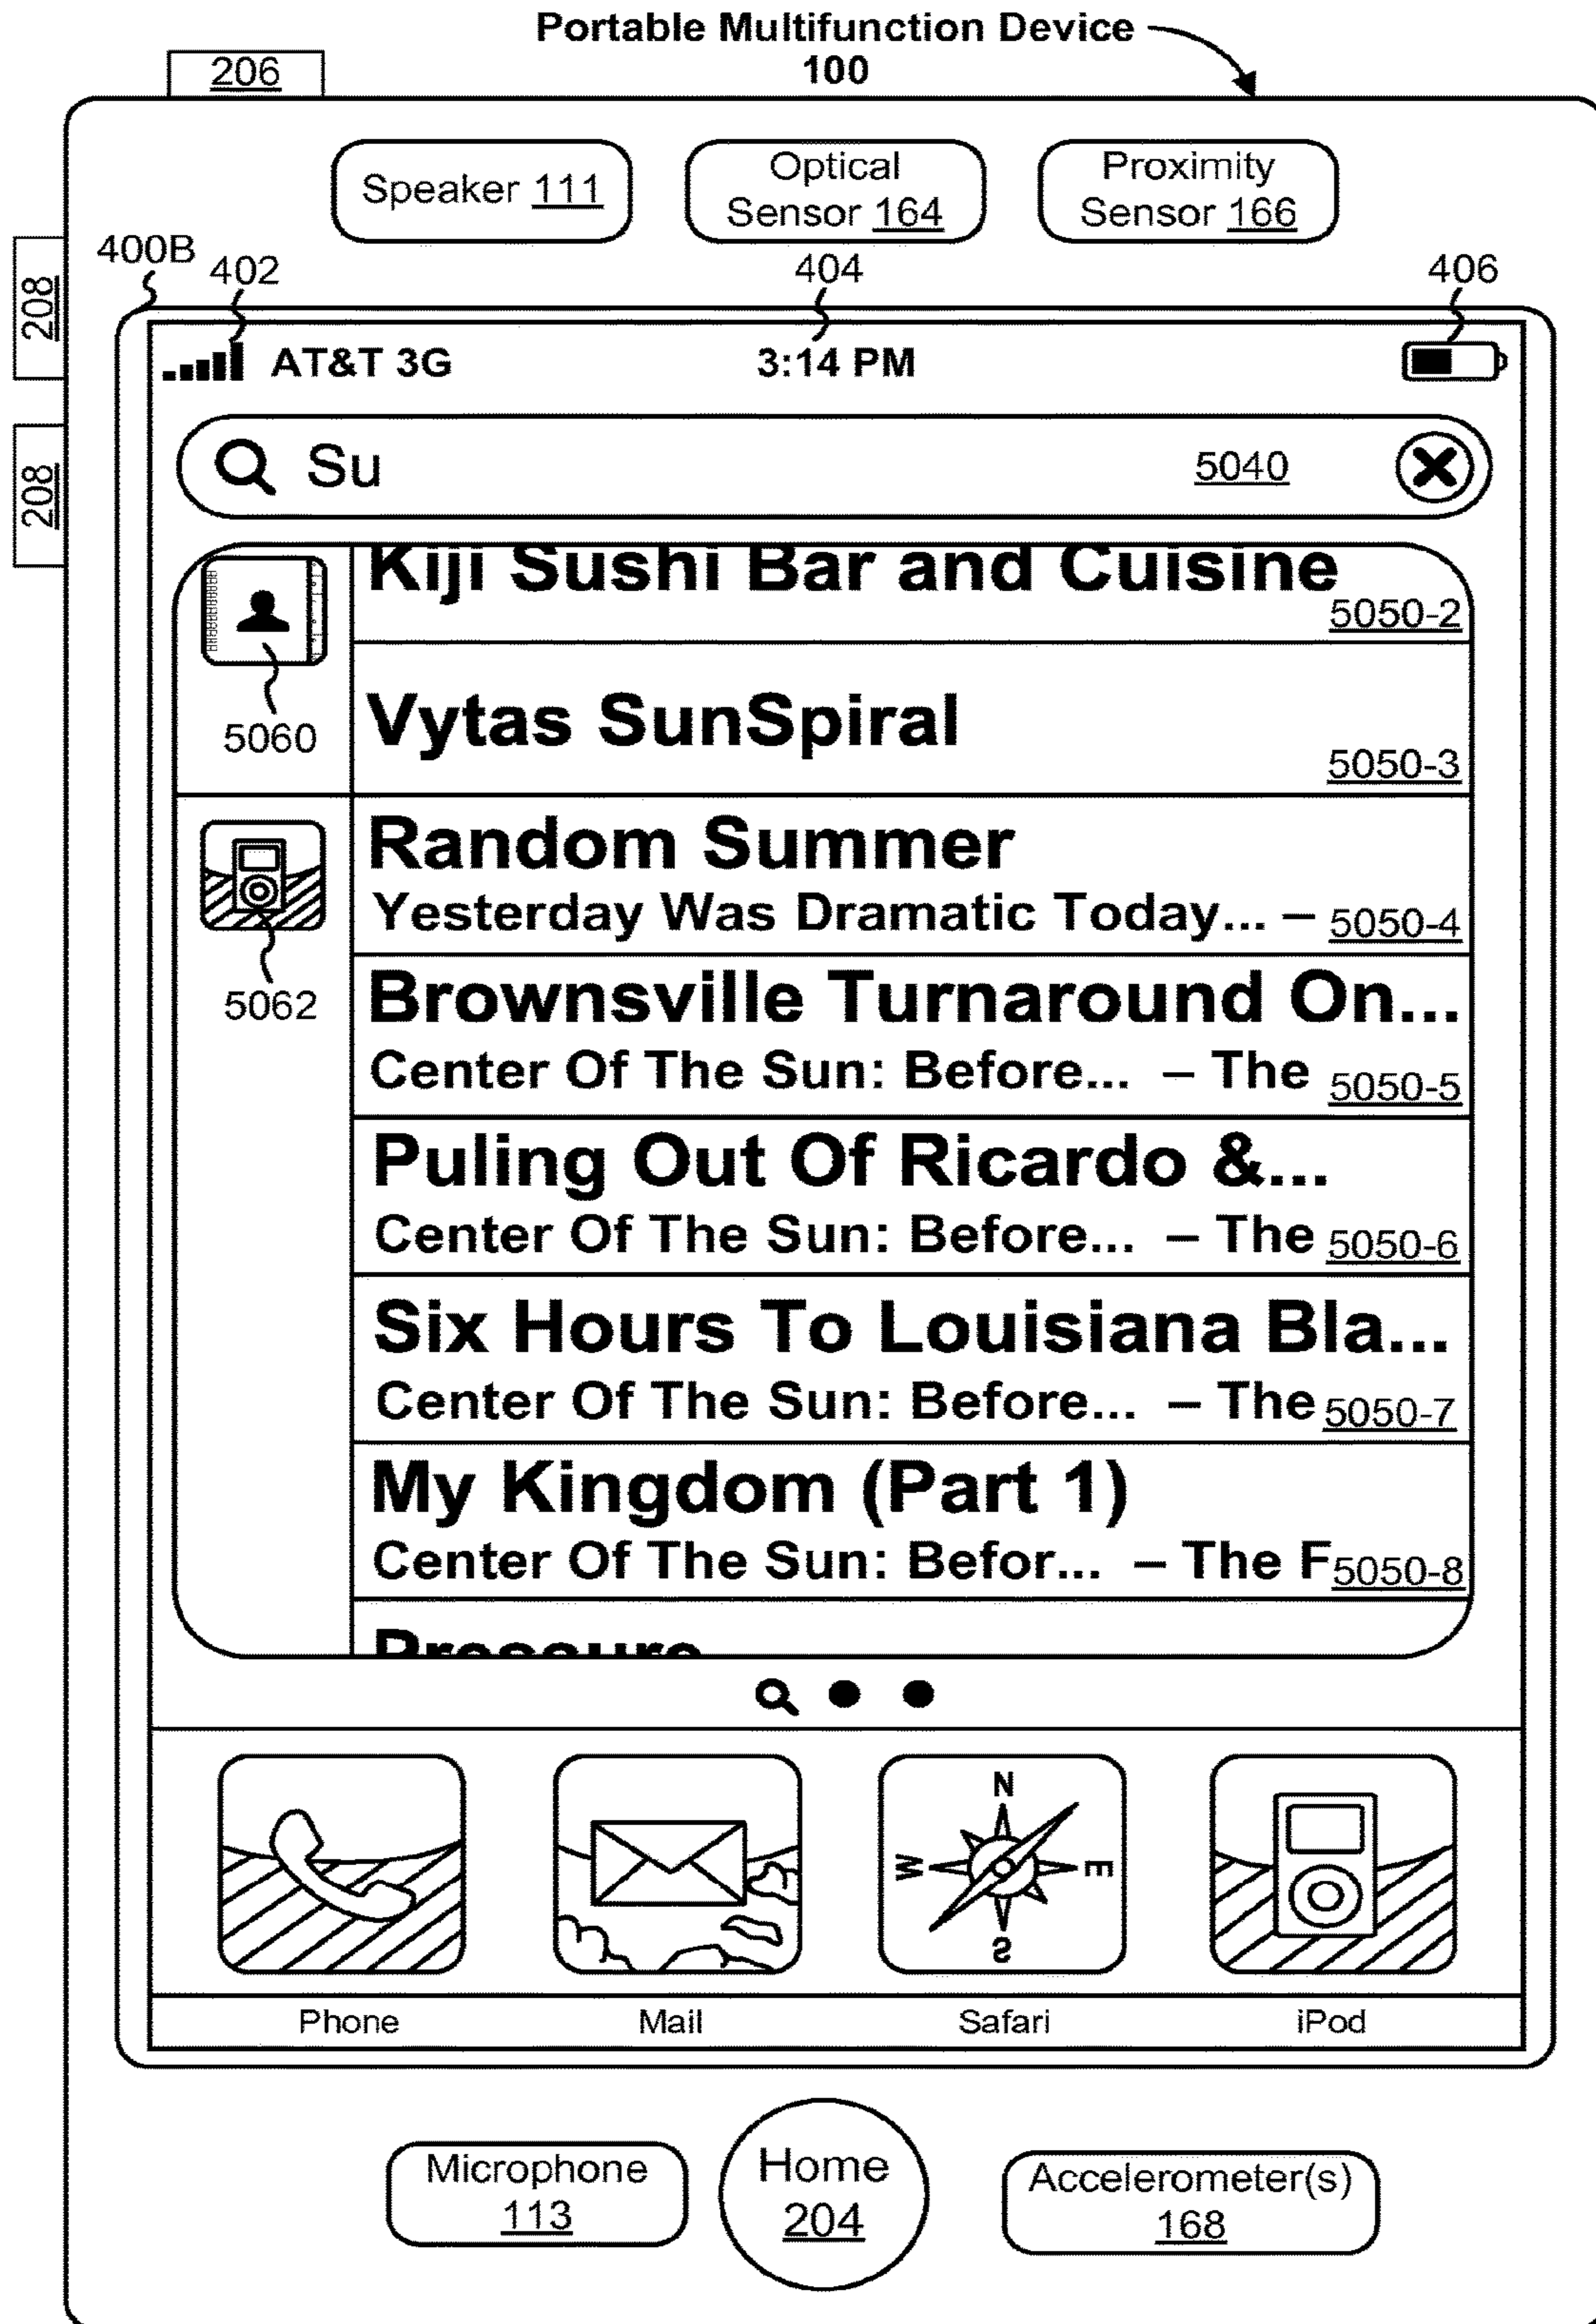 Portable Multifunction Device
100
206
Speaker 111
Optical
Sensor 164
Proximity
Sensor 166
208
208
400B
402
404
406
AT&T 3G
3:14 PM
Su
5040
Kiji Sushi Bar and Cuisine
5050-2
5060
Vytas SunSpiral
5050-3
Random Summer
Yesterday Was Dramatic Today... – 5050-4
5062
Brownsville Turnaround On...
Center Of The Sun: Before... – The 5050-5
Puling Out Of Ricardo &...
Center Of The Sun: Before... – The 5050-6
Six Hours To Louisiana Bla...
Center Of The Sun: Before... – The 5050-7
My Kingdom (Part 1)
Center Of The Sun: Befor... – The F 5050-8
Pressure
N
W
E
S
Phone
Mail
Safari
iPod
Microphone
113
Home
204
Accelerometer(s)
168